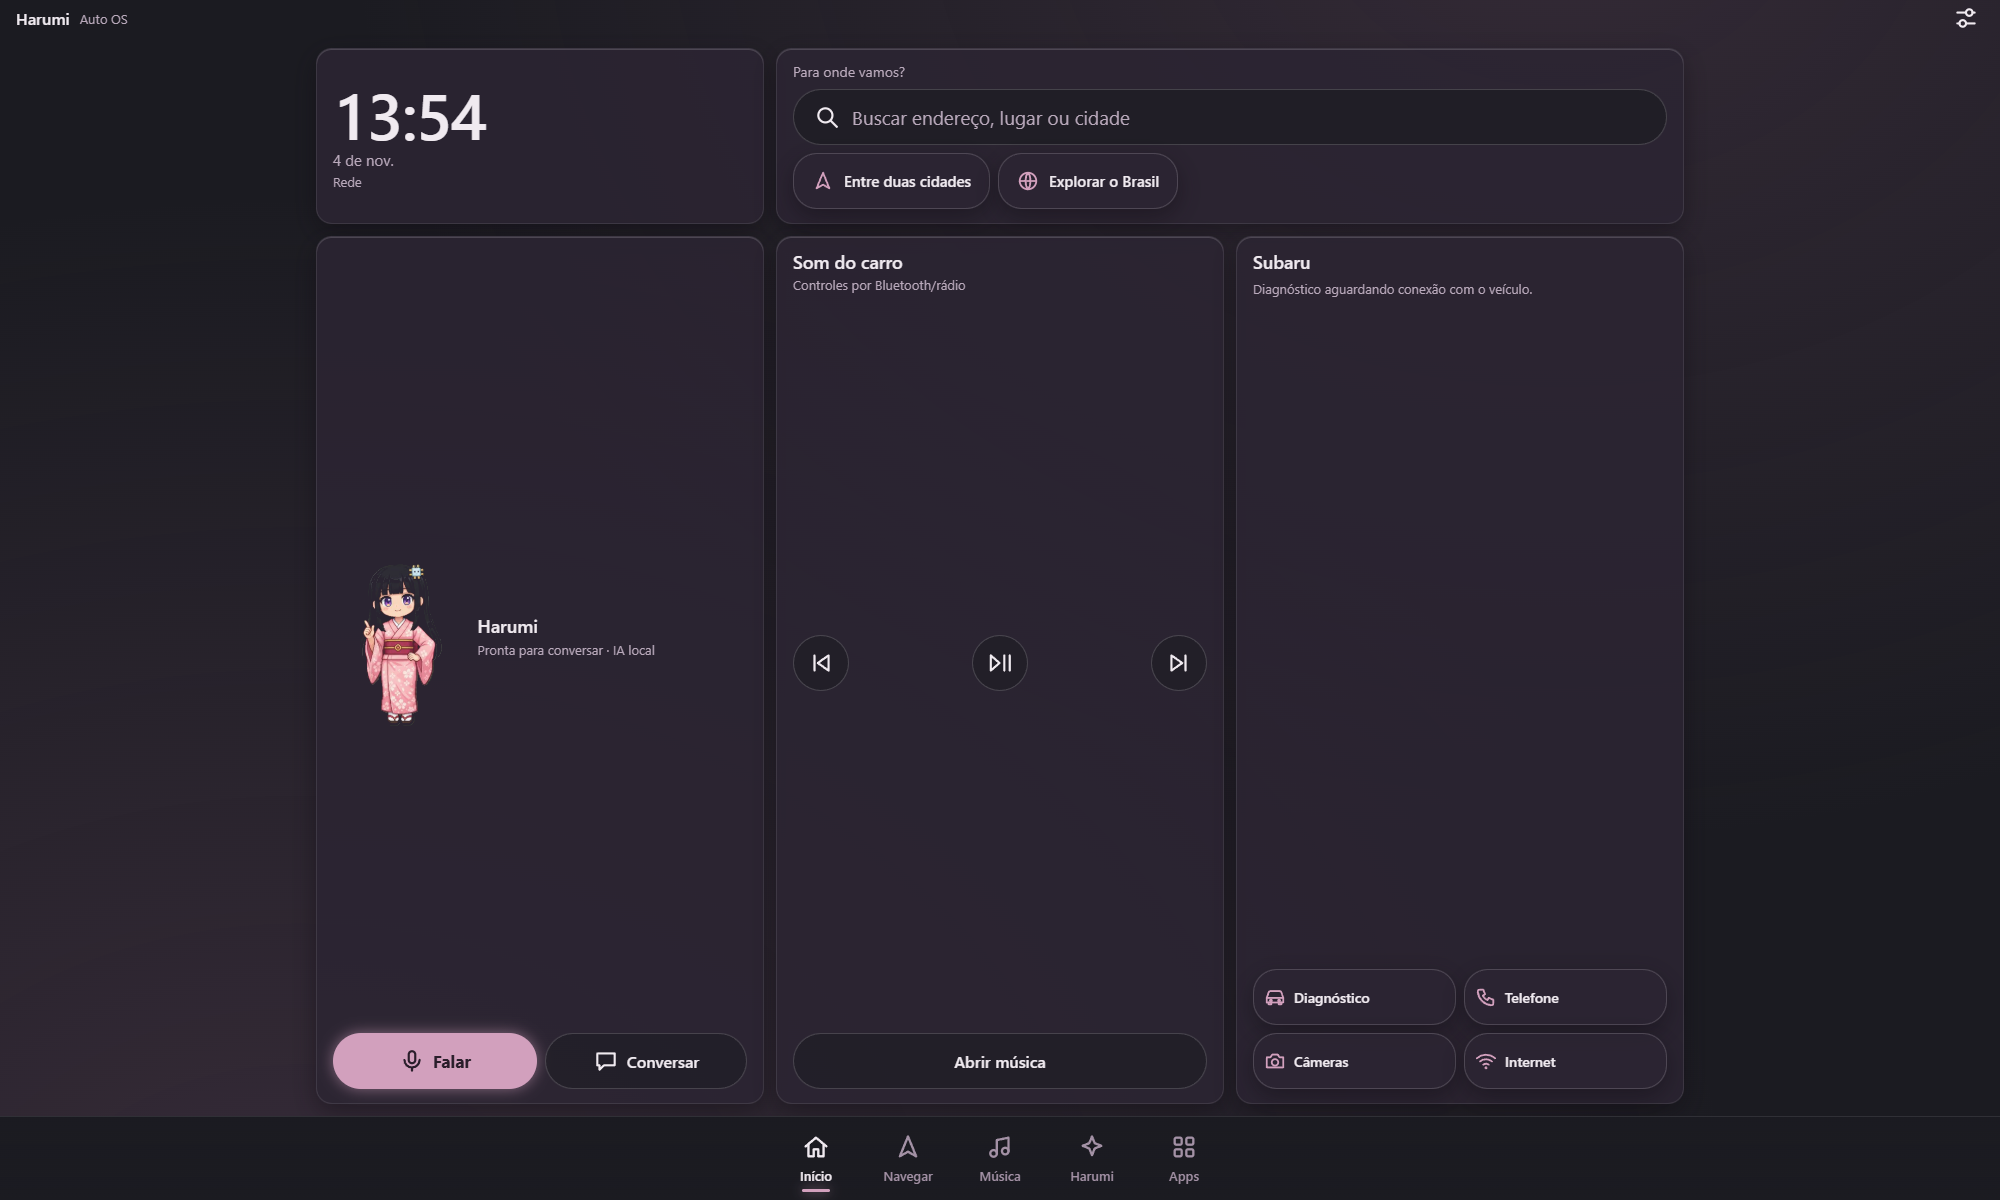 Harumi Auto OS
13:54
4 de nov.
Rede
Para onde vamos?
Buscar endereço, lugar ou cidade
Entre duas cidades
Explorar o Brasil
Harumi
Pronta para conversar · IA local
Falar
Conversar
Som do carro
Controles por Bluetooth/rádio
Abrir música
Subaru
Diagnóstico aguardando conexão com o veículo.
Diagnóstico
Telefone
Câmeras
Internet
Início
Navegar
Música
Harumi
Apps